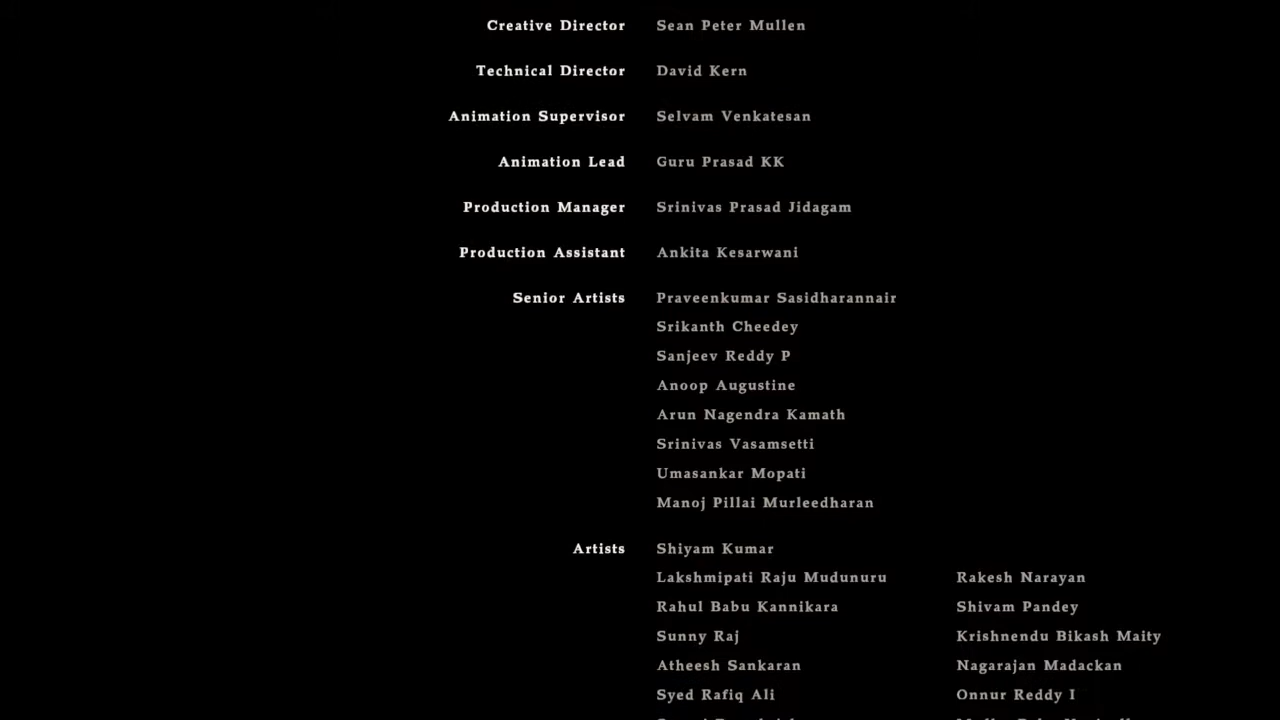 Creative Director Sean Peter Mullen
Technical Director David Kern
Animation Supervisor Selvam Venkatesan
Animation Lead Guru Prasad KK
Production Manager Srinivas Prasad Jidagam
Production Assistant Ankita Kesarwani
Senior Artists Praveenkumar Sasidharannair
Srikanth Cheedey
Sanjeev Reddy P
Anoop Augustine
Arun Nagendra Kamath
Srinivas Vasamsetti
Umasankar Mopati
Manoj Pillai Murleedharan
Artists Shiyam Kumar
Lakshmipati Raju Mudunuru Rakesh Narayan
Rahul Babu Kannikara Shivam Pandey
Sunny Raj Krishnendu Bikash Maity
Atheesh Sankaran Nagarajan Madackan
Syed Rafiq Ali Onnur Reddy I